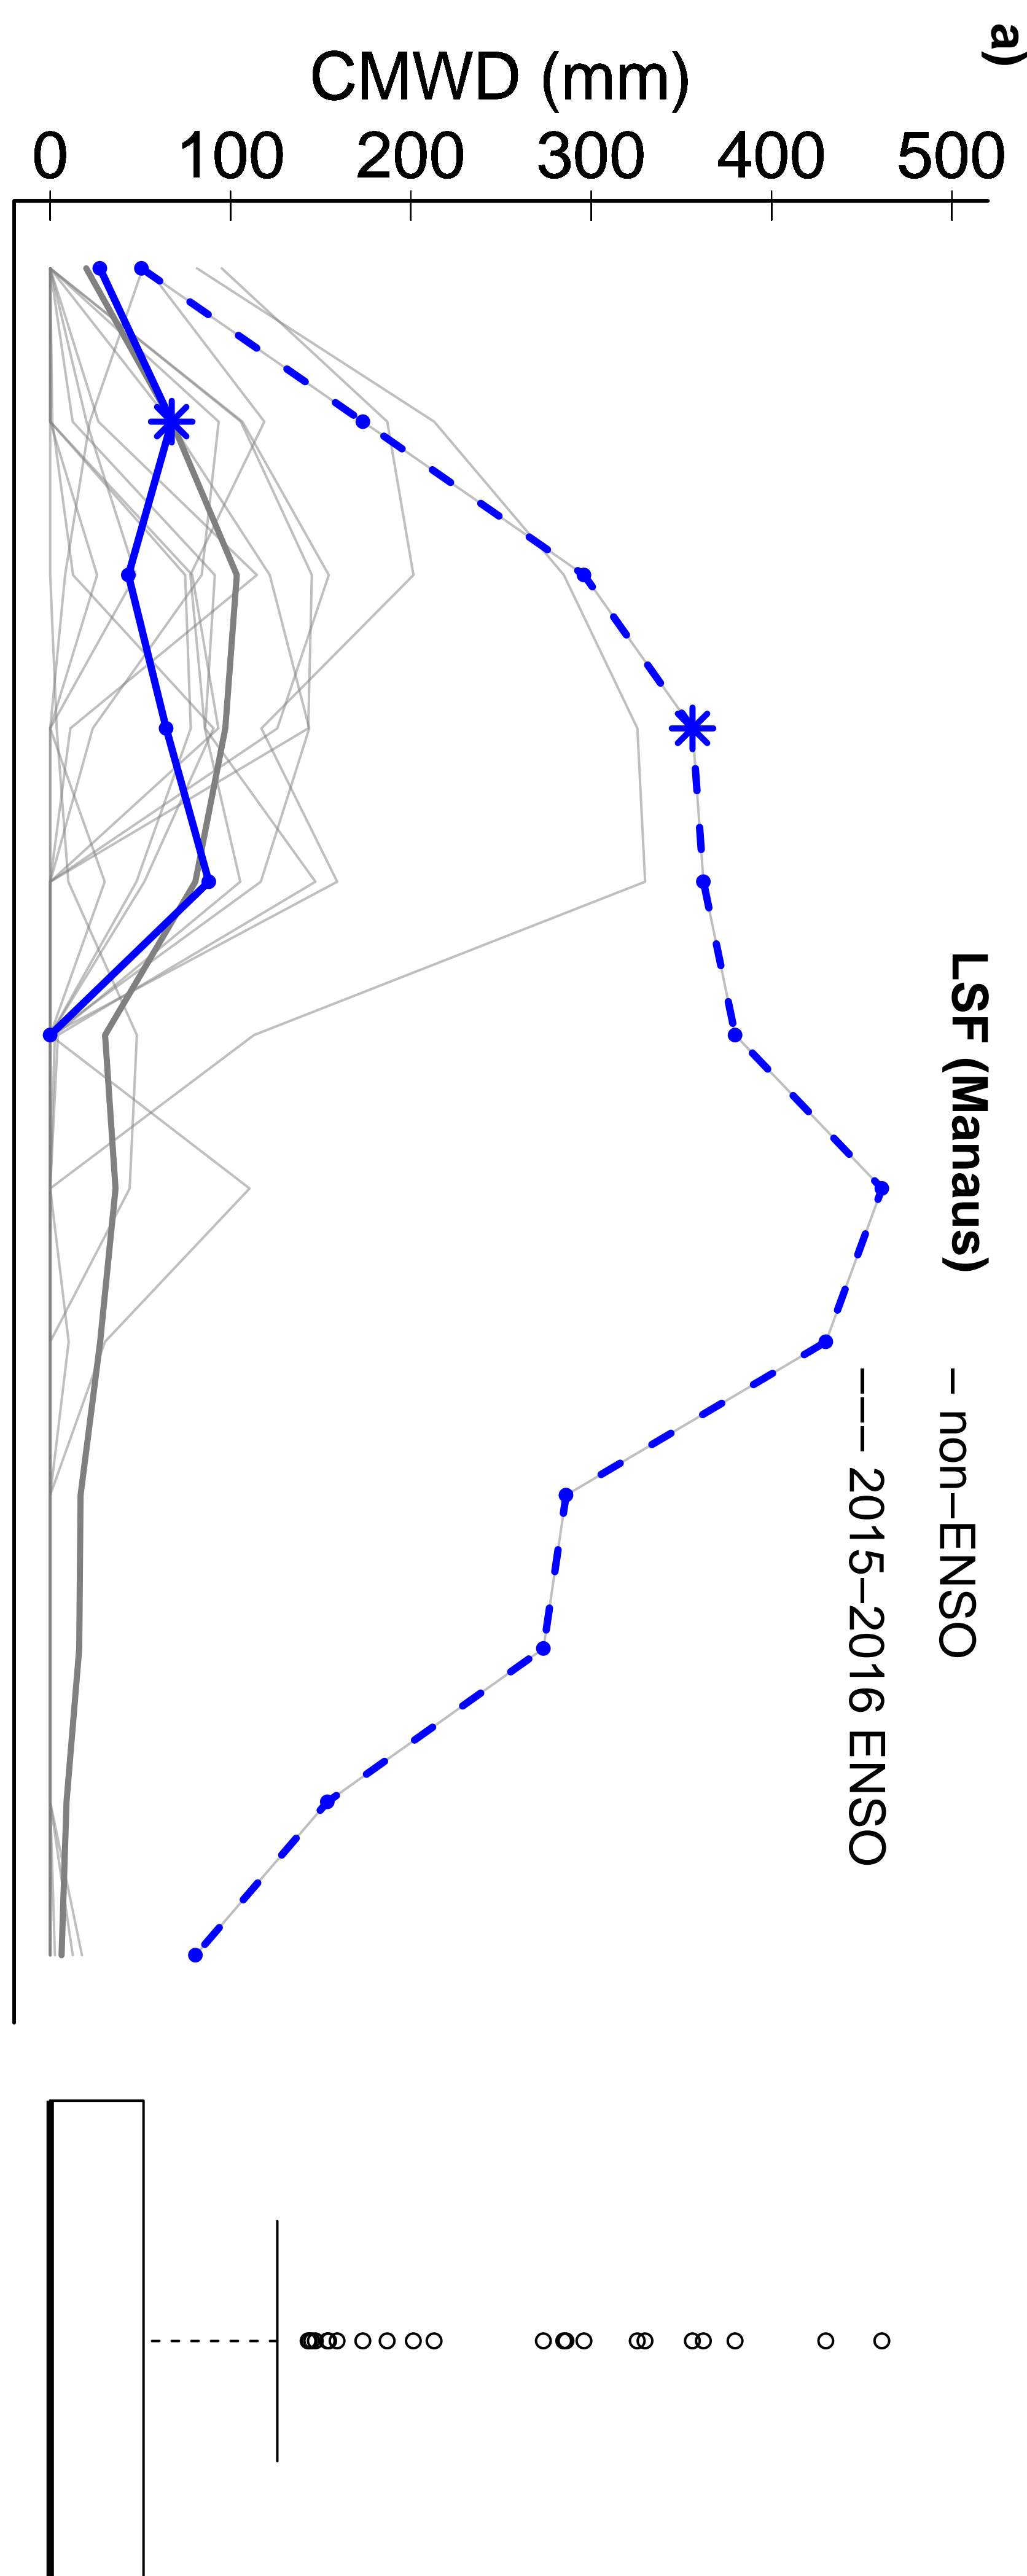 a)
LSF (Manaus)
– non–ENSO
––– 2015–2016 ENSO
CMWD (mm)
0 100 200 300 400 500